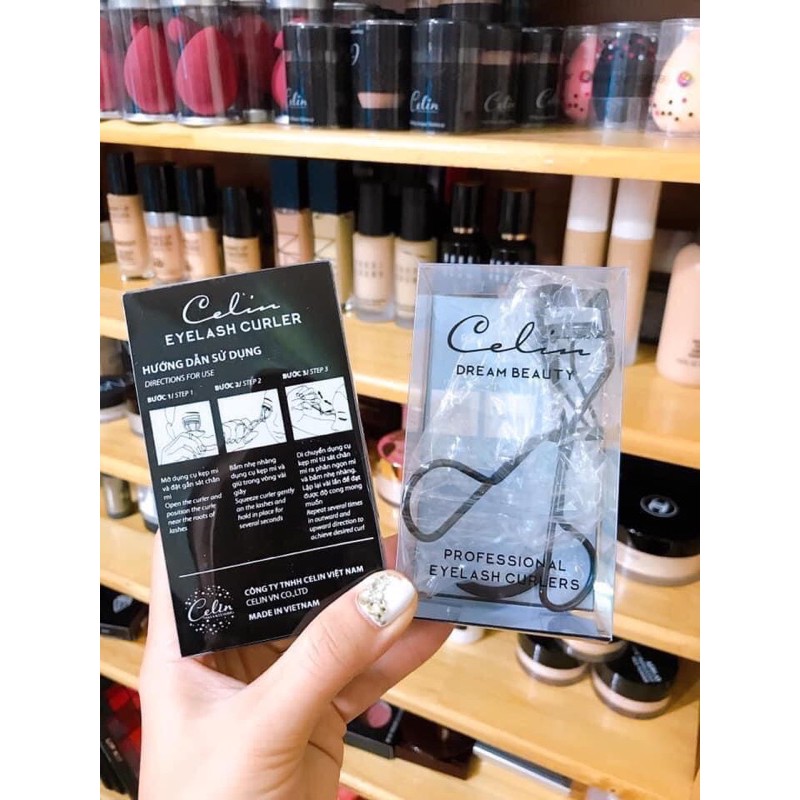 Celin
Celin
Celin
EYELASH CURLER
HƯỚNG DẪN SỬ DỤNG
DIRECTIONS FOR USE
BƯỚC 1/ STEP 1
BƯỚC 2/ STEP 2
BƯỚC 3/ STEP 3
Mở dụng cụ kẹp mi
và đặt gần sát chân
mi
Open the curler and
position the curle
near the roots of
lashes
Bấm nhẹ nhàng
dụng cụ kẹp mi và
giữ trong vòng vài
giây
Squeeze curler gently
on the lashes and
hold in place for
several seconds
Di chuyển dụng cụ
kẹp mi từ sát chân
mi ra phần ngọn mi
và bấm nhẹ nhàng.
Lặp lại vài lần để đạt
được độ cong mong
muốn
Repeat several times
in outward and
upward direction to
achieve desired curl
Celin
CÔNG TY TNHH CELIN VIỆT NAM
CELIN VN CO.,LTD
MADE IN VIETNAM
Celin
DREAM BEAUTY
PROFESSIONAL
EYELASH CURLERS